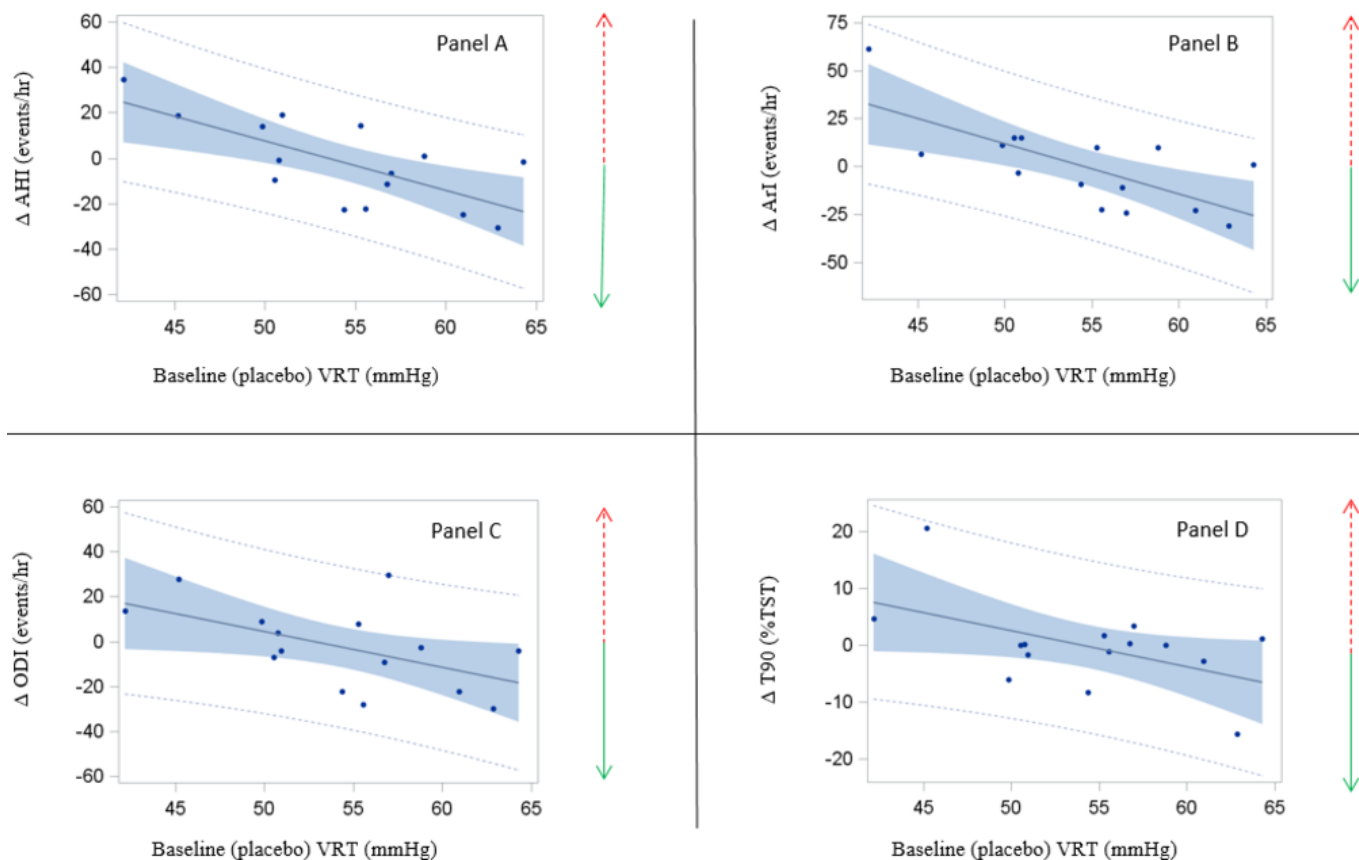 Panel A
Δ AHI (events/hr)
60
40
20
0
-20
-40
-60
45 50 55 60 65
Baseline (placebo) VRT (mmHg)
Panel B
Δ ArI (events/hr)
75
50
25
0
-25
-50
45 50 55 60 65
Baseline (placebo) VRT (mmHg)
Panel C
Δ ODI (events/hr)
60
40
20
0
-20
-40
-60
45 50 55 60 65
Baseline (placebo) VRT (mmHg)
Panel D
Δ T90 (%TST)
20
10
0
-10
-20
45 50 55 60 65
Baseline (placebo) VRT (mmHg)